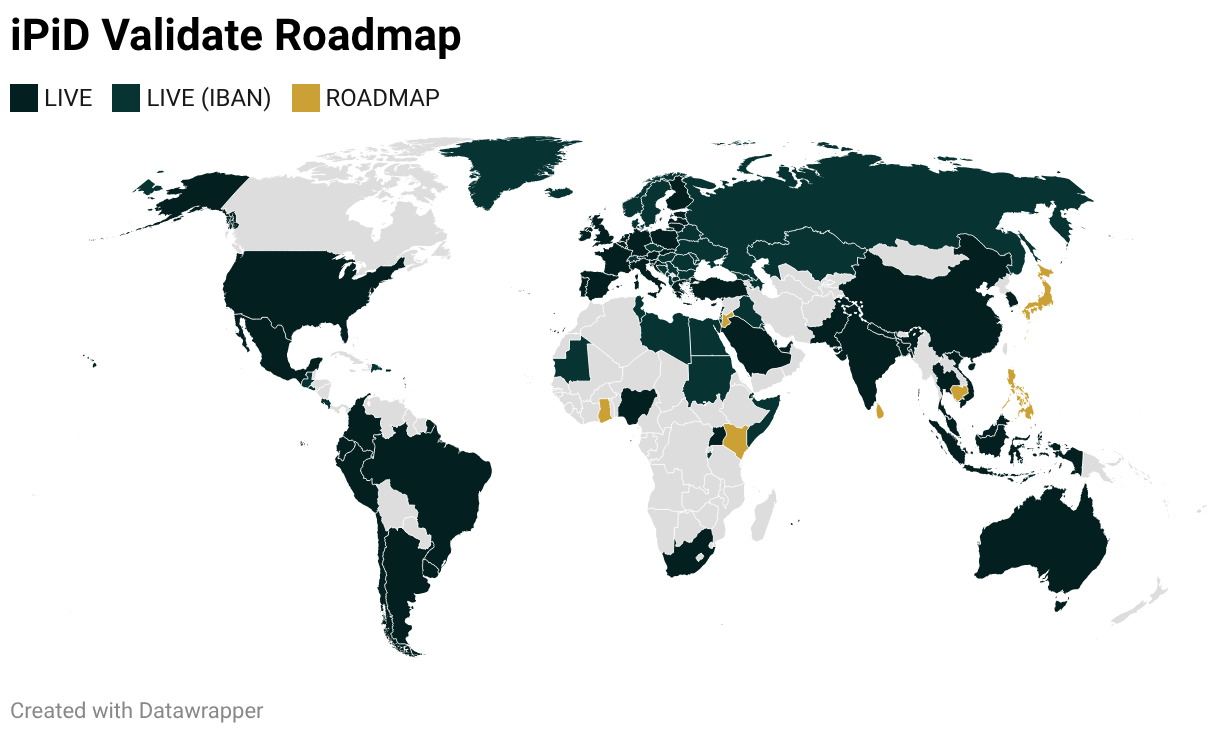 iPiD Validate Roadmap
LIVE LIVE (IBAN) ROADMAP
Created with Datawrapper